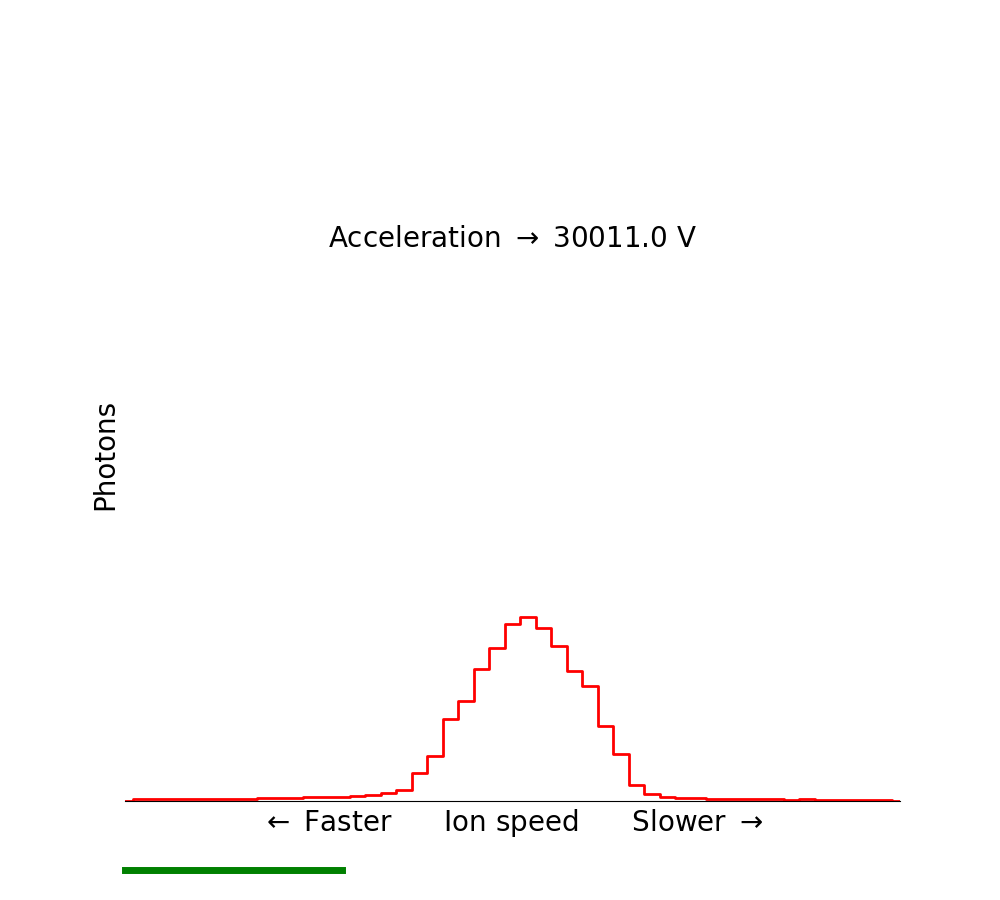 Acceleration → 30011.0 V
Photons
← Faster Ion speed Slower →